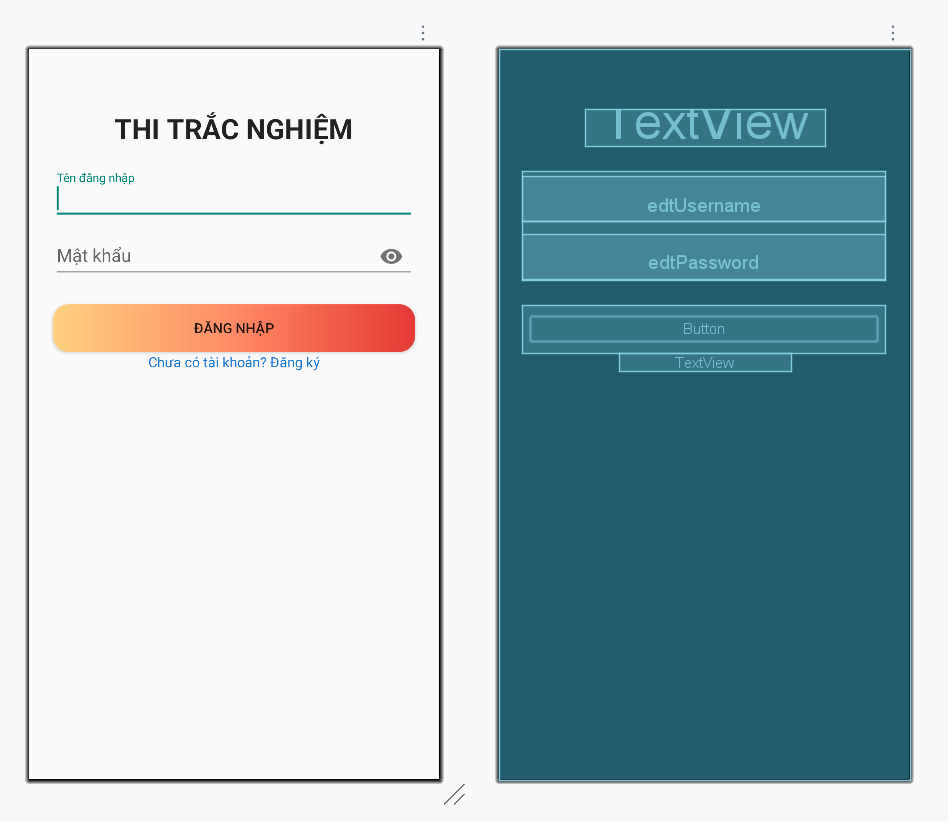 THI TRẮC NGHIỆM
Tên đăng nhập
Mật khẩu
ĐĂNG NHẬP
Chưa có tài khoản? Đăng ký
TextView
edtUsername
edtPassword
Button
TextView